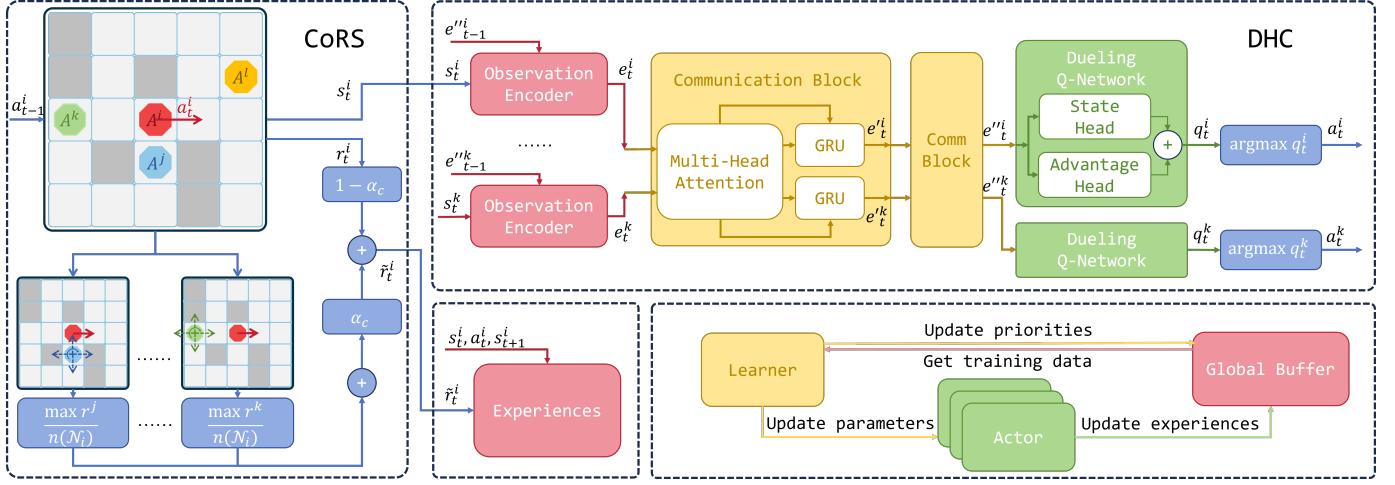 CoRS
a^i_{t-1}
A^l
A^k
A^i
a^i_t
A^j
s^i_t
r^i_t
1 − α_c
+
r̃^i_t
α_c
+
......
max r^j
n(𝒩_i)
......
max r^k
n(𝒩_i)
DHC
e''^i_{t-1}
s^i_t
Observation
Encoder
e^i_t
......
e''^k_{t-1}
s^k_t
Observation
Encoder
e^k_t
Communication Block
Multi-Head
Attention
GRU
GRU
e'^i_t
e'^k_t
Comm
Block
e''^i_t
e''^k_t
Dueling
Q-Network
State
Head
Advantage
Head
+
q^i_t
argmax q^i_t
a^i_t
Dueling
Q-Network
q^k_t
argmax q^k_t
a^k_t
s^i_t, a^i_t, s^i_{t+1}
r̃^i_t
Experiences
Learner
Update priorities
Get training data
Global Buffer
Update parameters
Actor
Update experiences